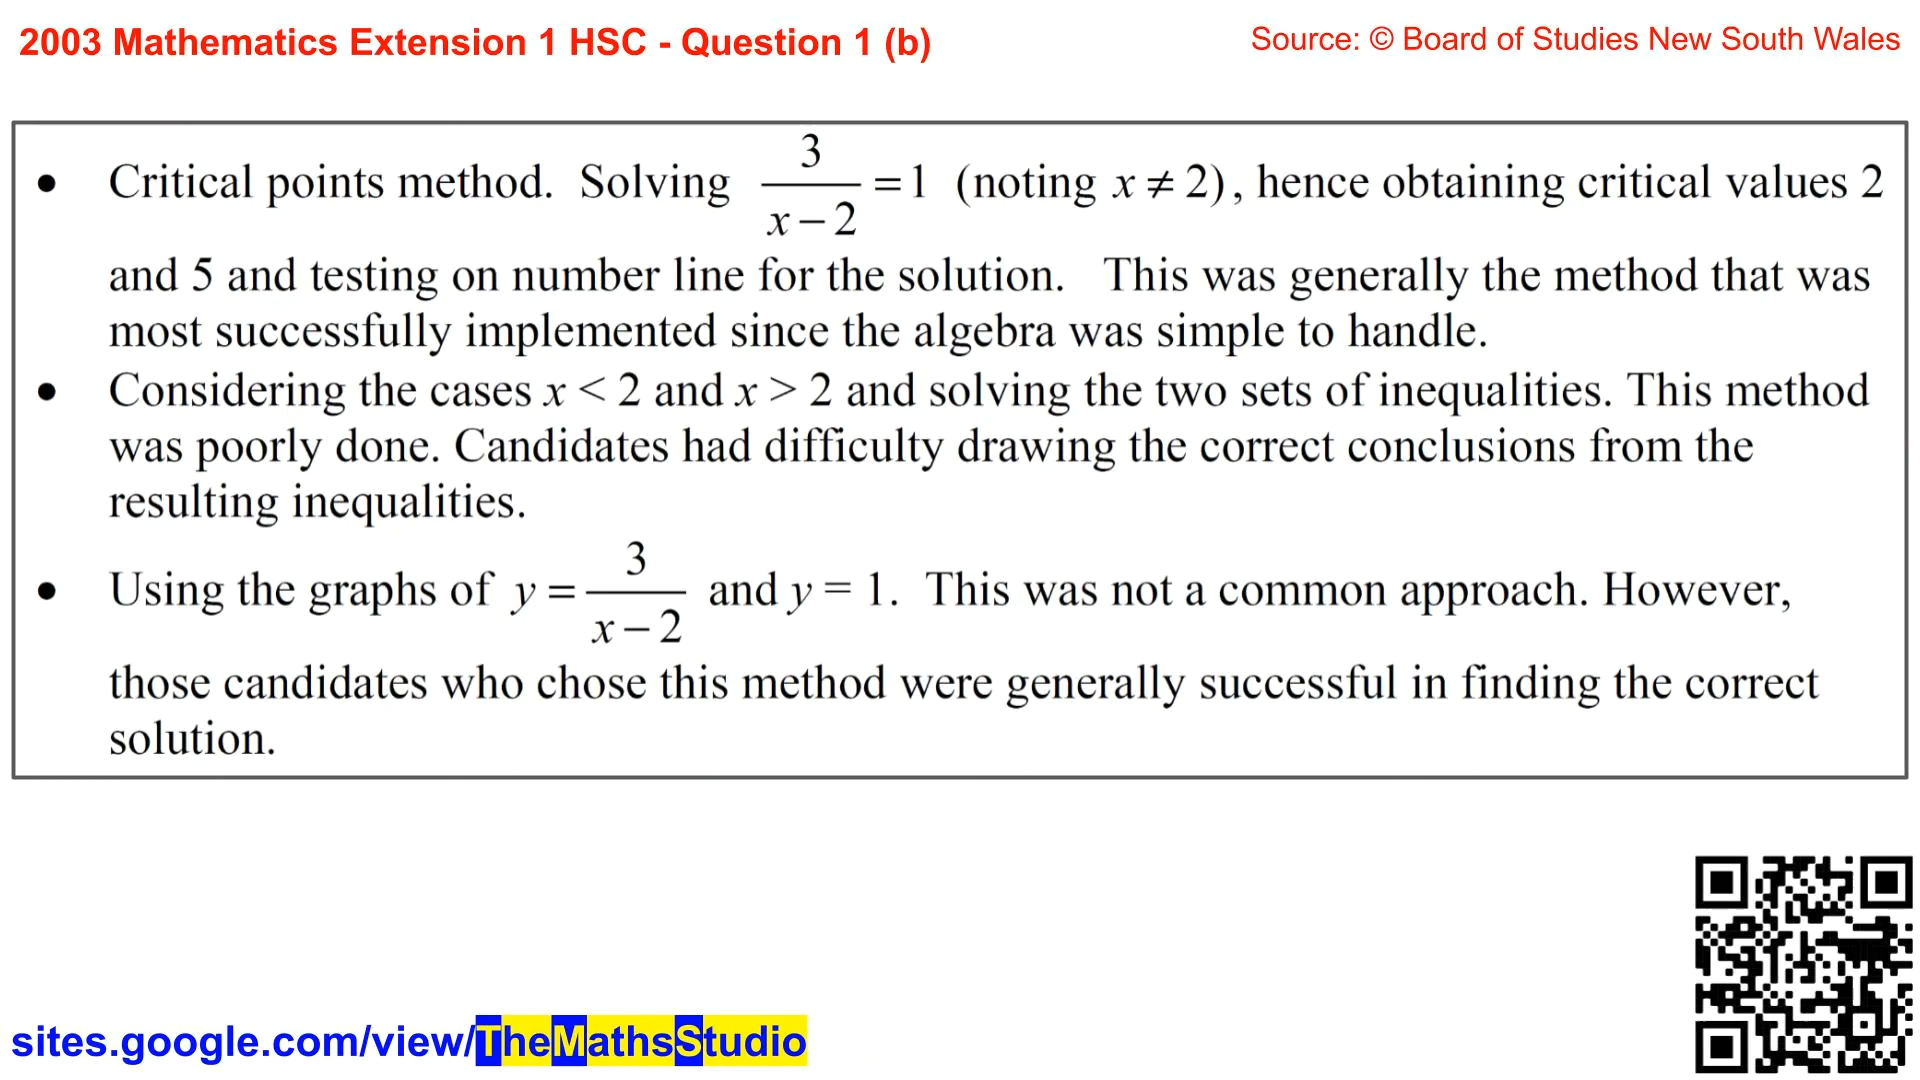 2003 Mathematics Extension 1 HSC - Question 1 (b)
Source: © Board of Studies New South Wales
• Critical points method. Solving 3/(x − 2) = 1 (noting x ≠ 2), hence obtaining critical values 2
and 5 and testing on number line for the solution. This was generally the method that was
most successfully implemented since the algebra was simple to handle.
• Considering the cases x < 2 and x > 2 and solving the two sets of inequalities. This method
was poorly done. Candidates had difficulty drawing the correct conclusions from the
resulting inequalities.
• Using the graphs of y = 3/(x − 2) and y = 1. This was not a common approach. However,
those candidates who chose this method were generally successful in finding the correct
solution.
sites.google.com/view/TheMathsStudio